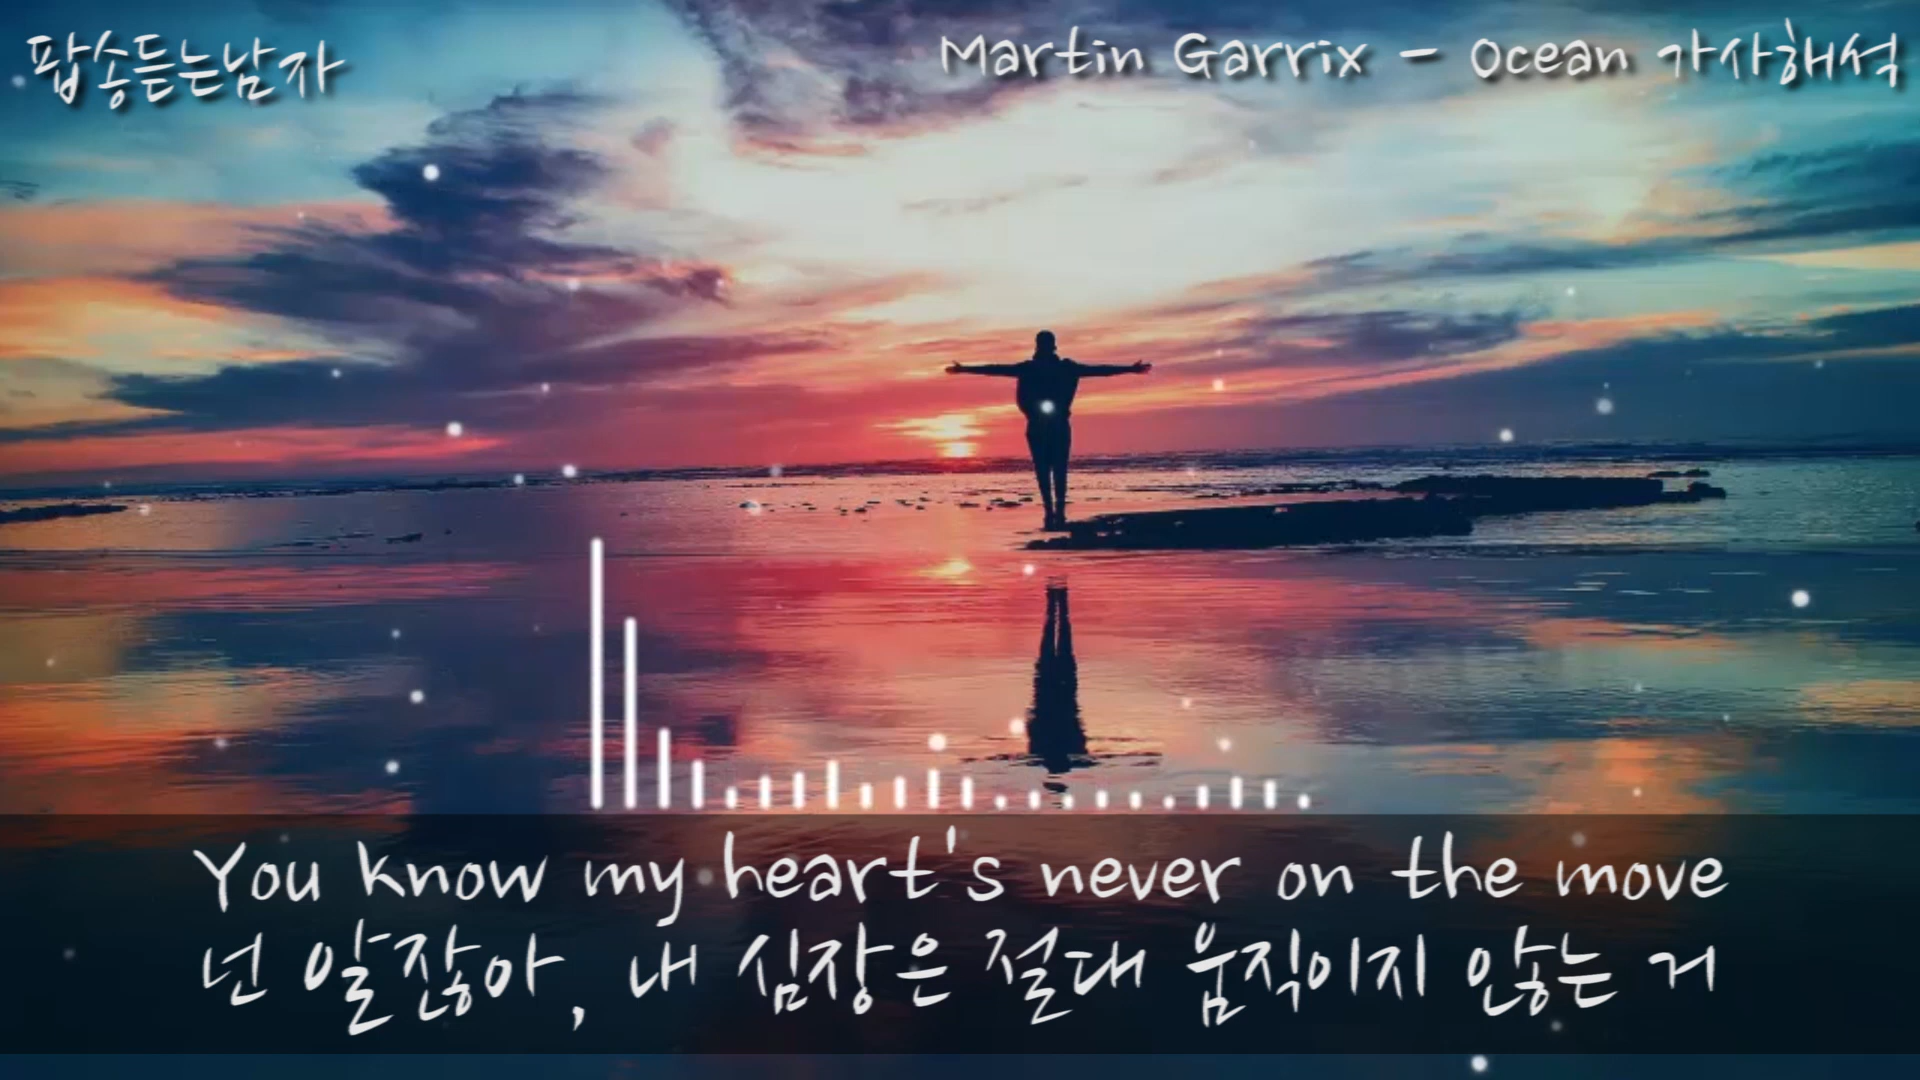 팝송듣는남자
Martin Garrix - Ocean 가사해석
You know my heart's never on the move
넌 알잖아, 내 심장은 절대 움직이지 않는 거